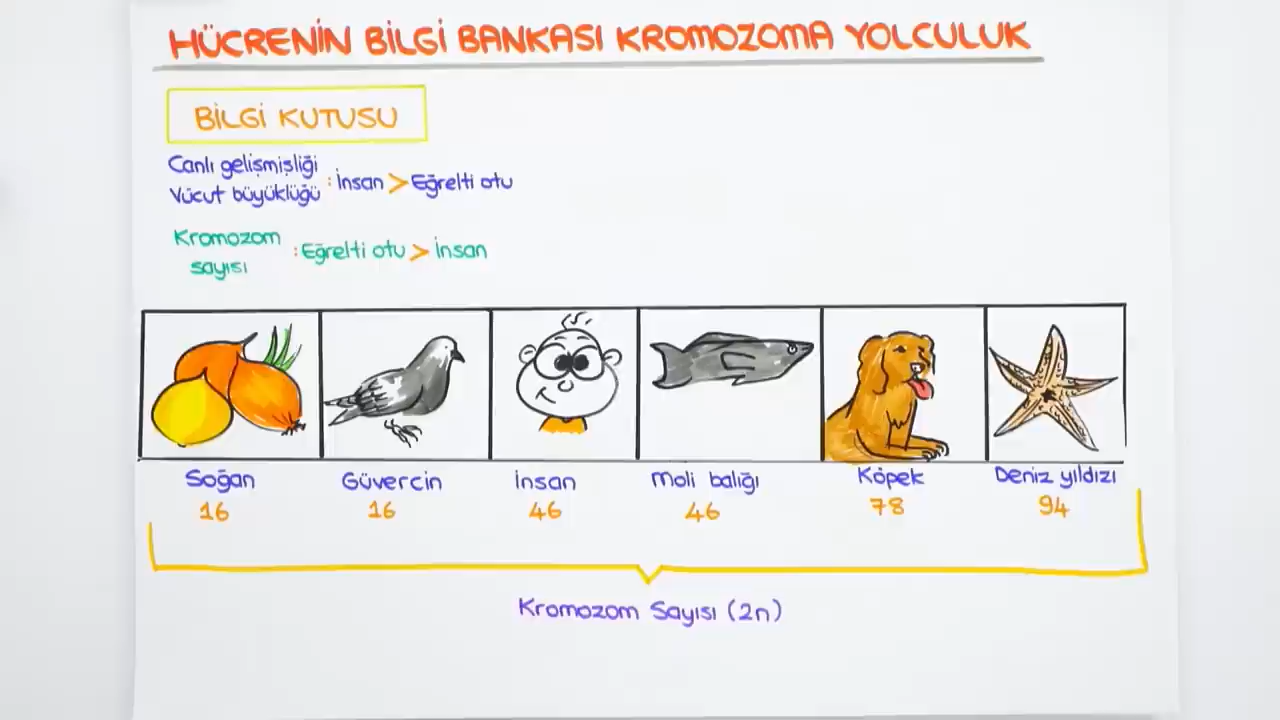 HÜCRENİN BİLGİ BANKASI KROMOZOMA YOLCULUK
BİLGİ KUTUSU
Canlı gelişmişliği
Vücut büyüklüğü : İnsan > Eğrelti otu
Kromozom
sayısı : Eğrelti otu > İnsan
Soğan Güvercin İnsan Moli balığı Köpek Deniz yıldızı
16 16 46 46 78 94
Kromozom Sayısı (2n)